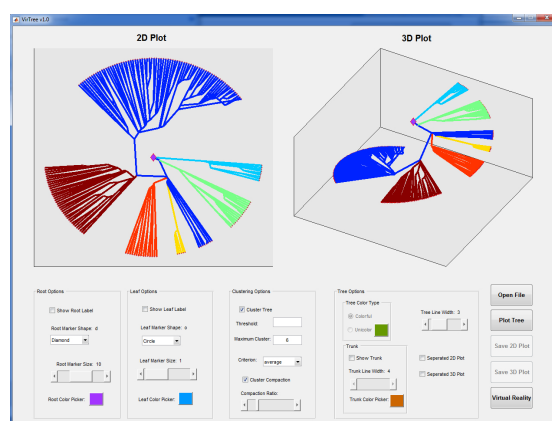 VirTree v1.0
2D Plot
3D Plot
Root Options
Show Root Label
Root Marker Shape: d
Diamond
Root Marker Size: 10
Root Color Picker:
Leaf Options
Show Leaf Label
Leaf Marker Shape: o
Circle
Leaf Marker Size: 1
Leaf Color Picker:
Clustering Options
Cluster Tree
Threshold:
Maximum Cluster: 6
Criterion: average
Cluster Compaction
Compaction Ratio:
Tree Options
Tree Color Type
Colorful
Unicolor
Tree Line Width: 3
Trunk
Show Trunk
Trunk Line Width: 4
Trunk Color Picker:
Seperated 2D Plot
Seperated 3D Plot
Open File
Plot Tree
Save 2D Plot
Save 3D Plot
Virtual Reality